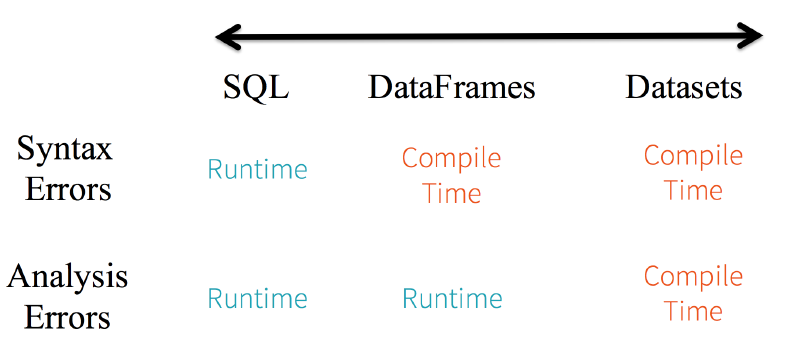 SQL DataFrames Datasets
Syntax
Errors
Runtime
Compile
Time
Compile
Time
Analysis
Errors
Runtime
Runtime
Compile
Time